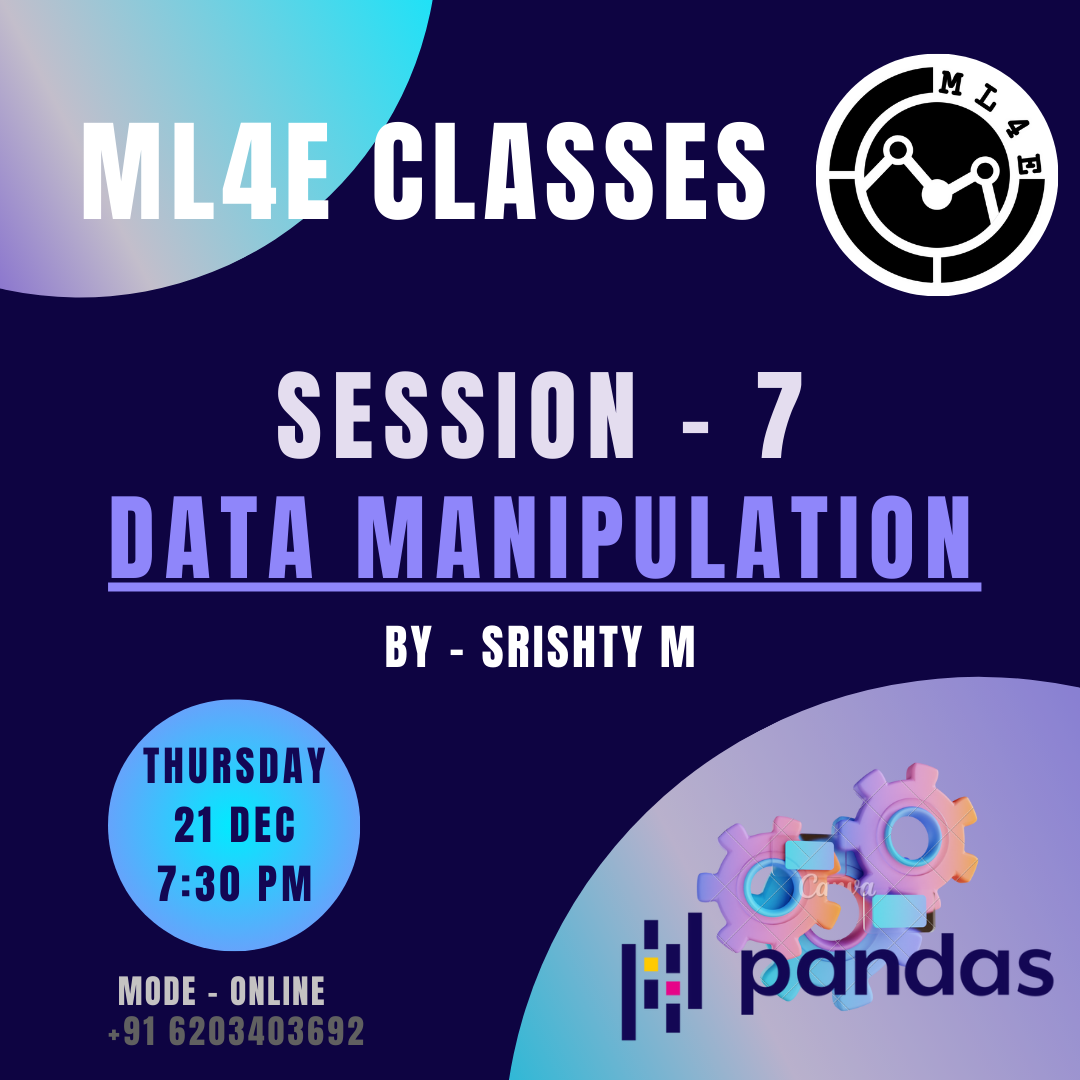 ML4E CLASSES
ML4E
SESSION - 7
DATA MANIPULATION
BY - SRISHTY M
THURSDAY
21 DEC
7:30 PM
MODE - ONLINE
+91 6203403692
Canva
pandas